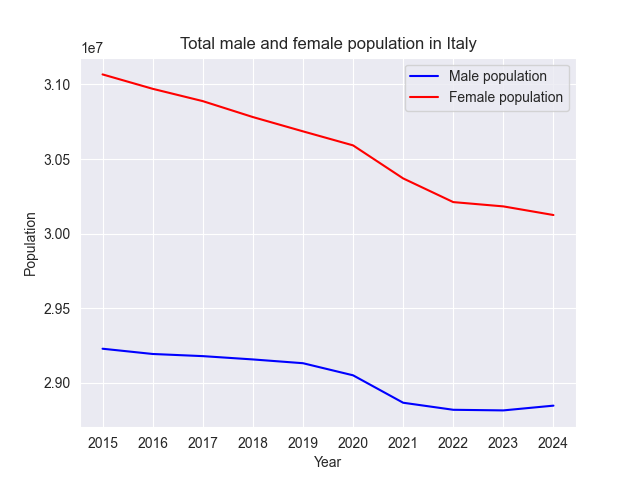 Total male and female population in Italy
1e7
Male population
Female population
3.10
3.05
3.00
2.95
2.90
Population
2015 2016 2017 2018 2019 2020 2021 2022 2023 2024
Year